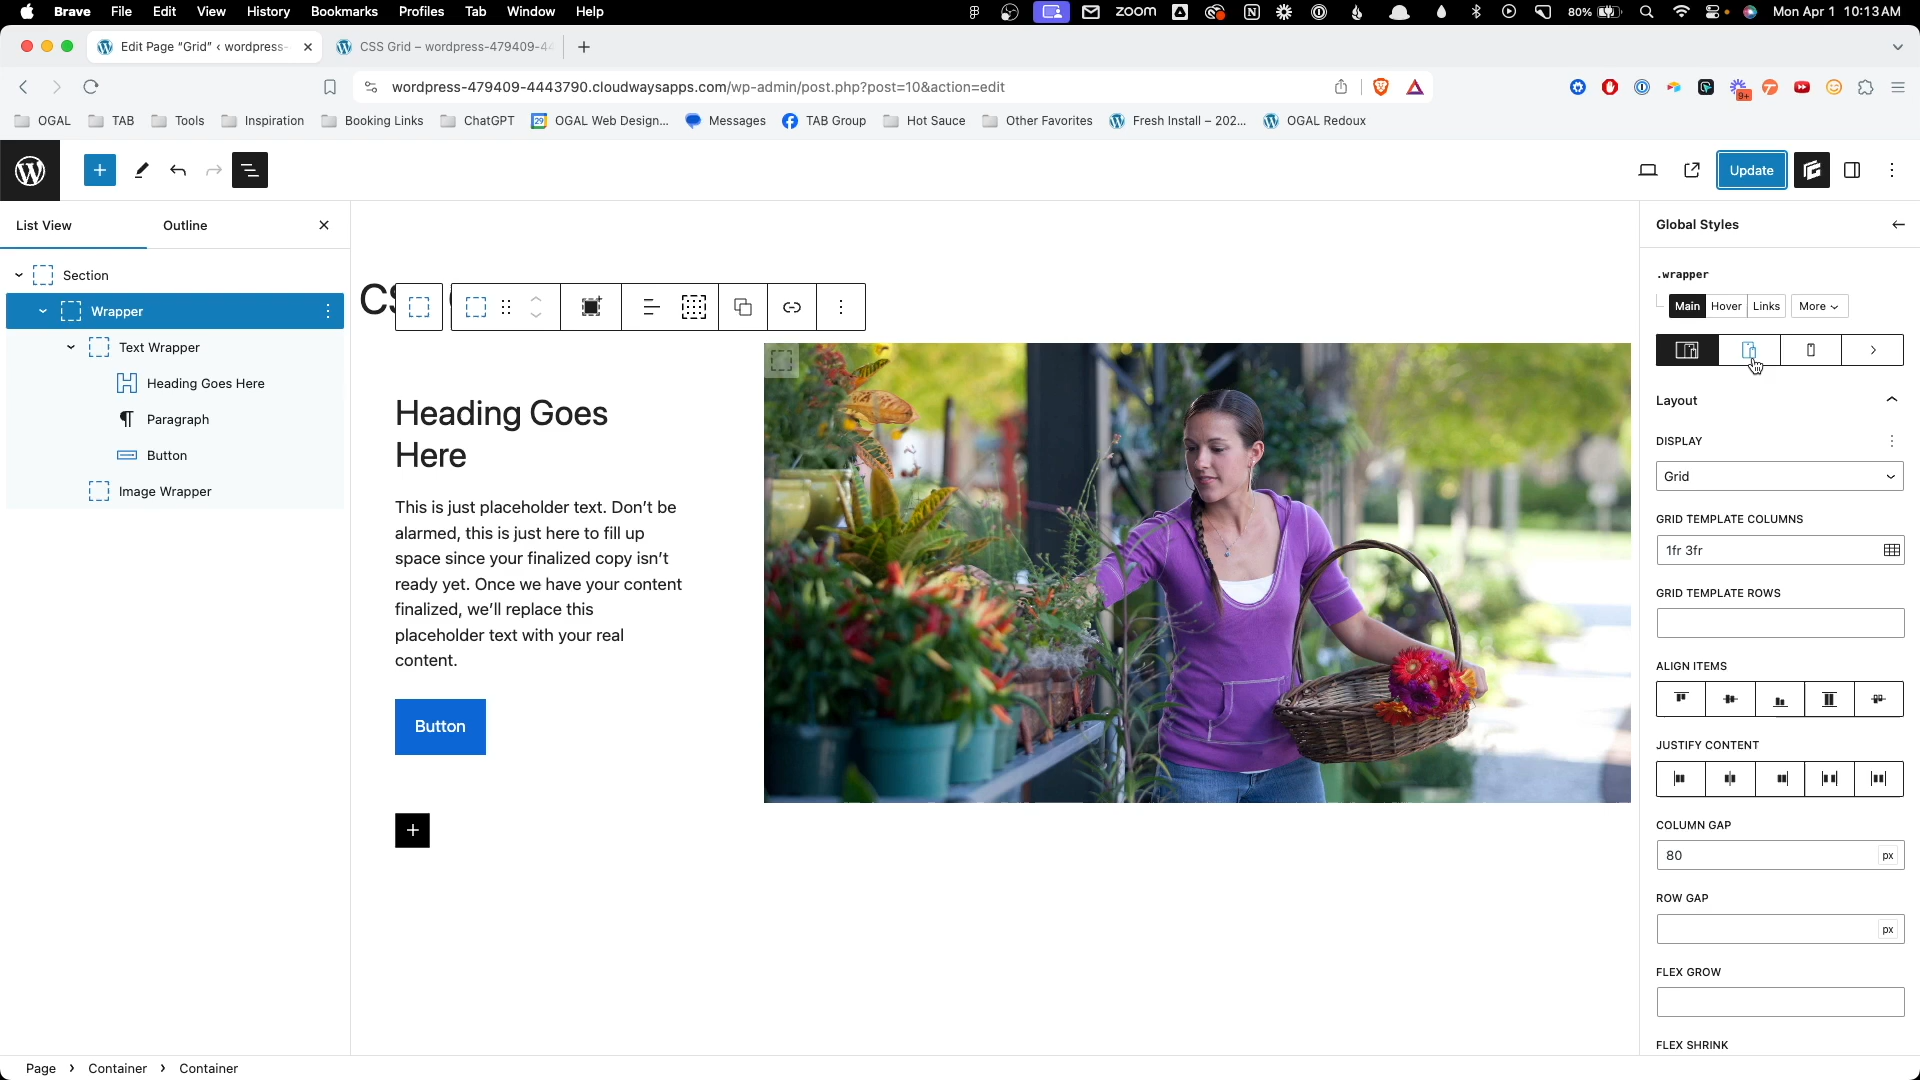 Brave File Edit View History Bookmarks Profiles Tab Window Help
zoom 80% Mon Apr 1 10:13 AM
Edit Page "Grid" ‹ wordpress-
CSS Grid – wordpress-479409-44
wordpress-479409-4443790.cloudwaysapps.com/wp-admin/post.php?post=10&action=edit
9+
OGAL TAB Tools Inspiration Booking Links ChatGPT OGAL Web Design... Messages TAB Group Hot Sauce Other Favorites Fresh Install – 202... OGAL Redoux
Update
List View Outline
Section
Wrapper
Text Wrapper
Heading Goes Here
Paragraph
Button
Image Wrapper
Heading Goes
Here
This is just placeholder text. Don't be
alarmed, this is just here to fill up
space since your finalized copy isn't
ready yet. Once we have your content
finalized, we'll replace this
placeholder text with your real
content.
Button
Global Styles
.wrapper
Main Hover Links More
Layout
DISPLAY
Grid
GRID TEMPLATE COLUMNS
1fr 3fr
GRID TEMPLATE ROWS
ALIGN ITEMS
JUSTIFY CONTENT
COLUMN GAP
80 px
ROW GAP
px
FLEX GROW
FLEX SHRINK
Page › Container › Container